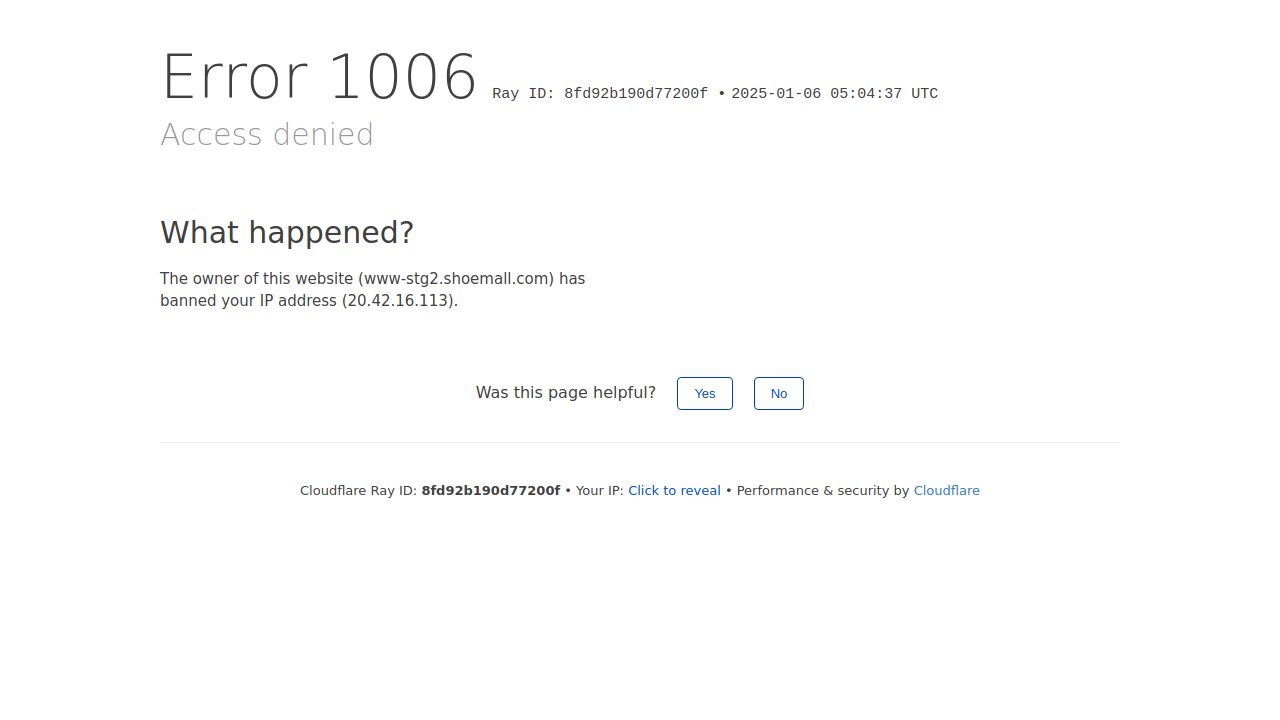 Error 1006 Ray ID: 8fd92b190d77200f • 2025-01-06 05:04:37 UTC
Access denied
What happened?
The owner of this website (www-stg2.shoemall.com) has
banned your IP address (20.42.16.113).
Was this page helpful? Yes No
Cloudflare Ray ID: 8fd92b190d77200f • Your IP: Click to reveal • Performance & security by Cloudflare